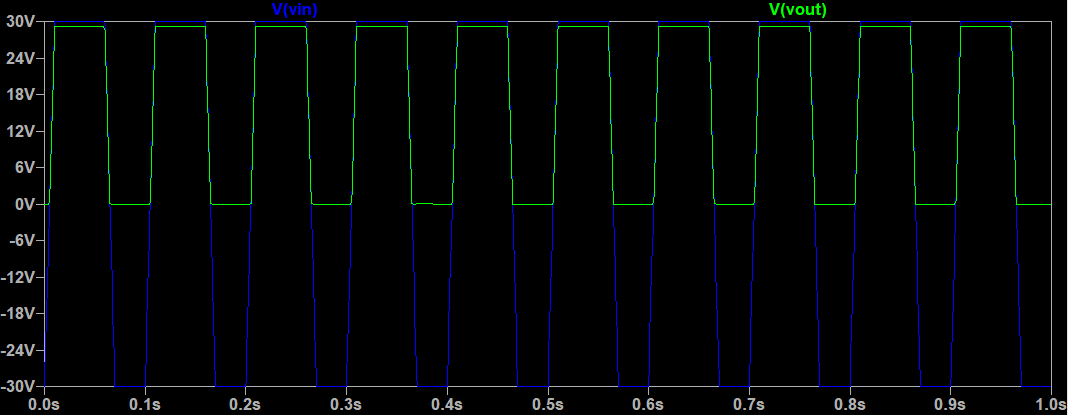 V(vin) V(vout)
30V
24V
18V
12V
6V
0V
-6V
-12V
-18V
-24V
-30V
0.0s 0.1s 0.2s 0.3s 0.4s 0.5s 0.6s 0.7s 0.8s 0.9s 1.0s